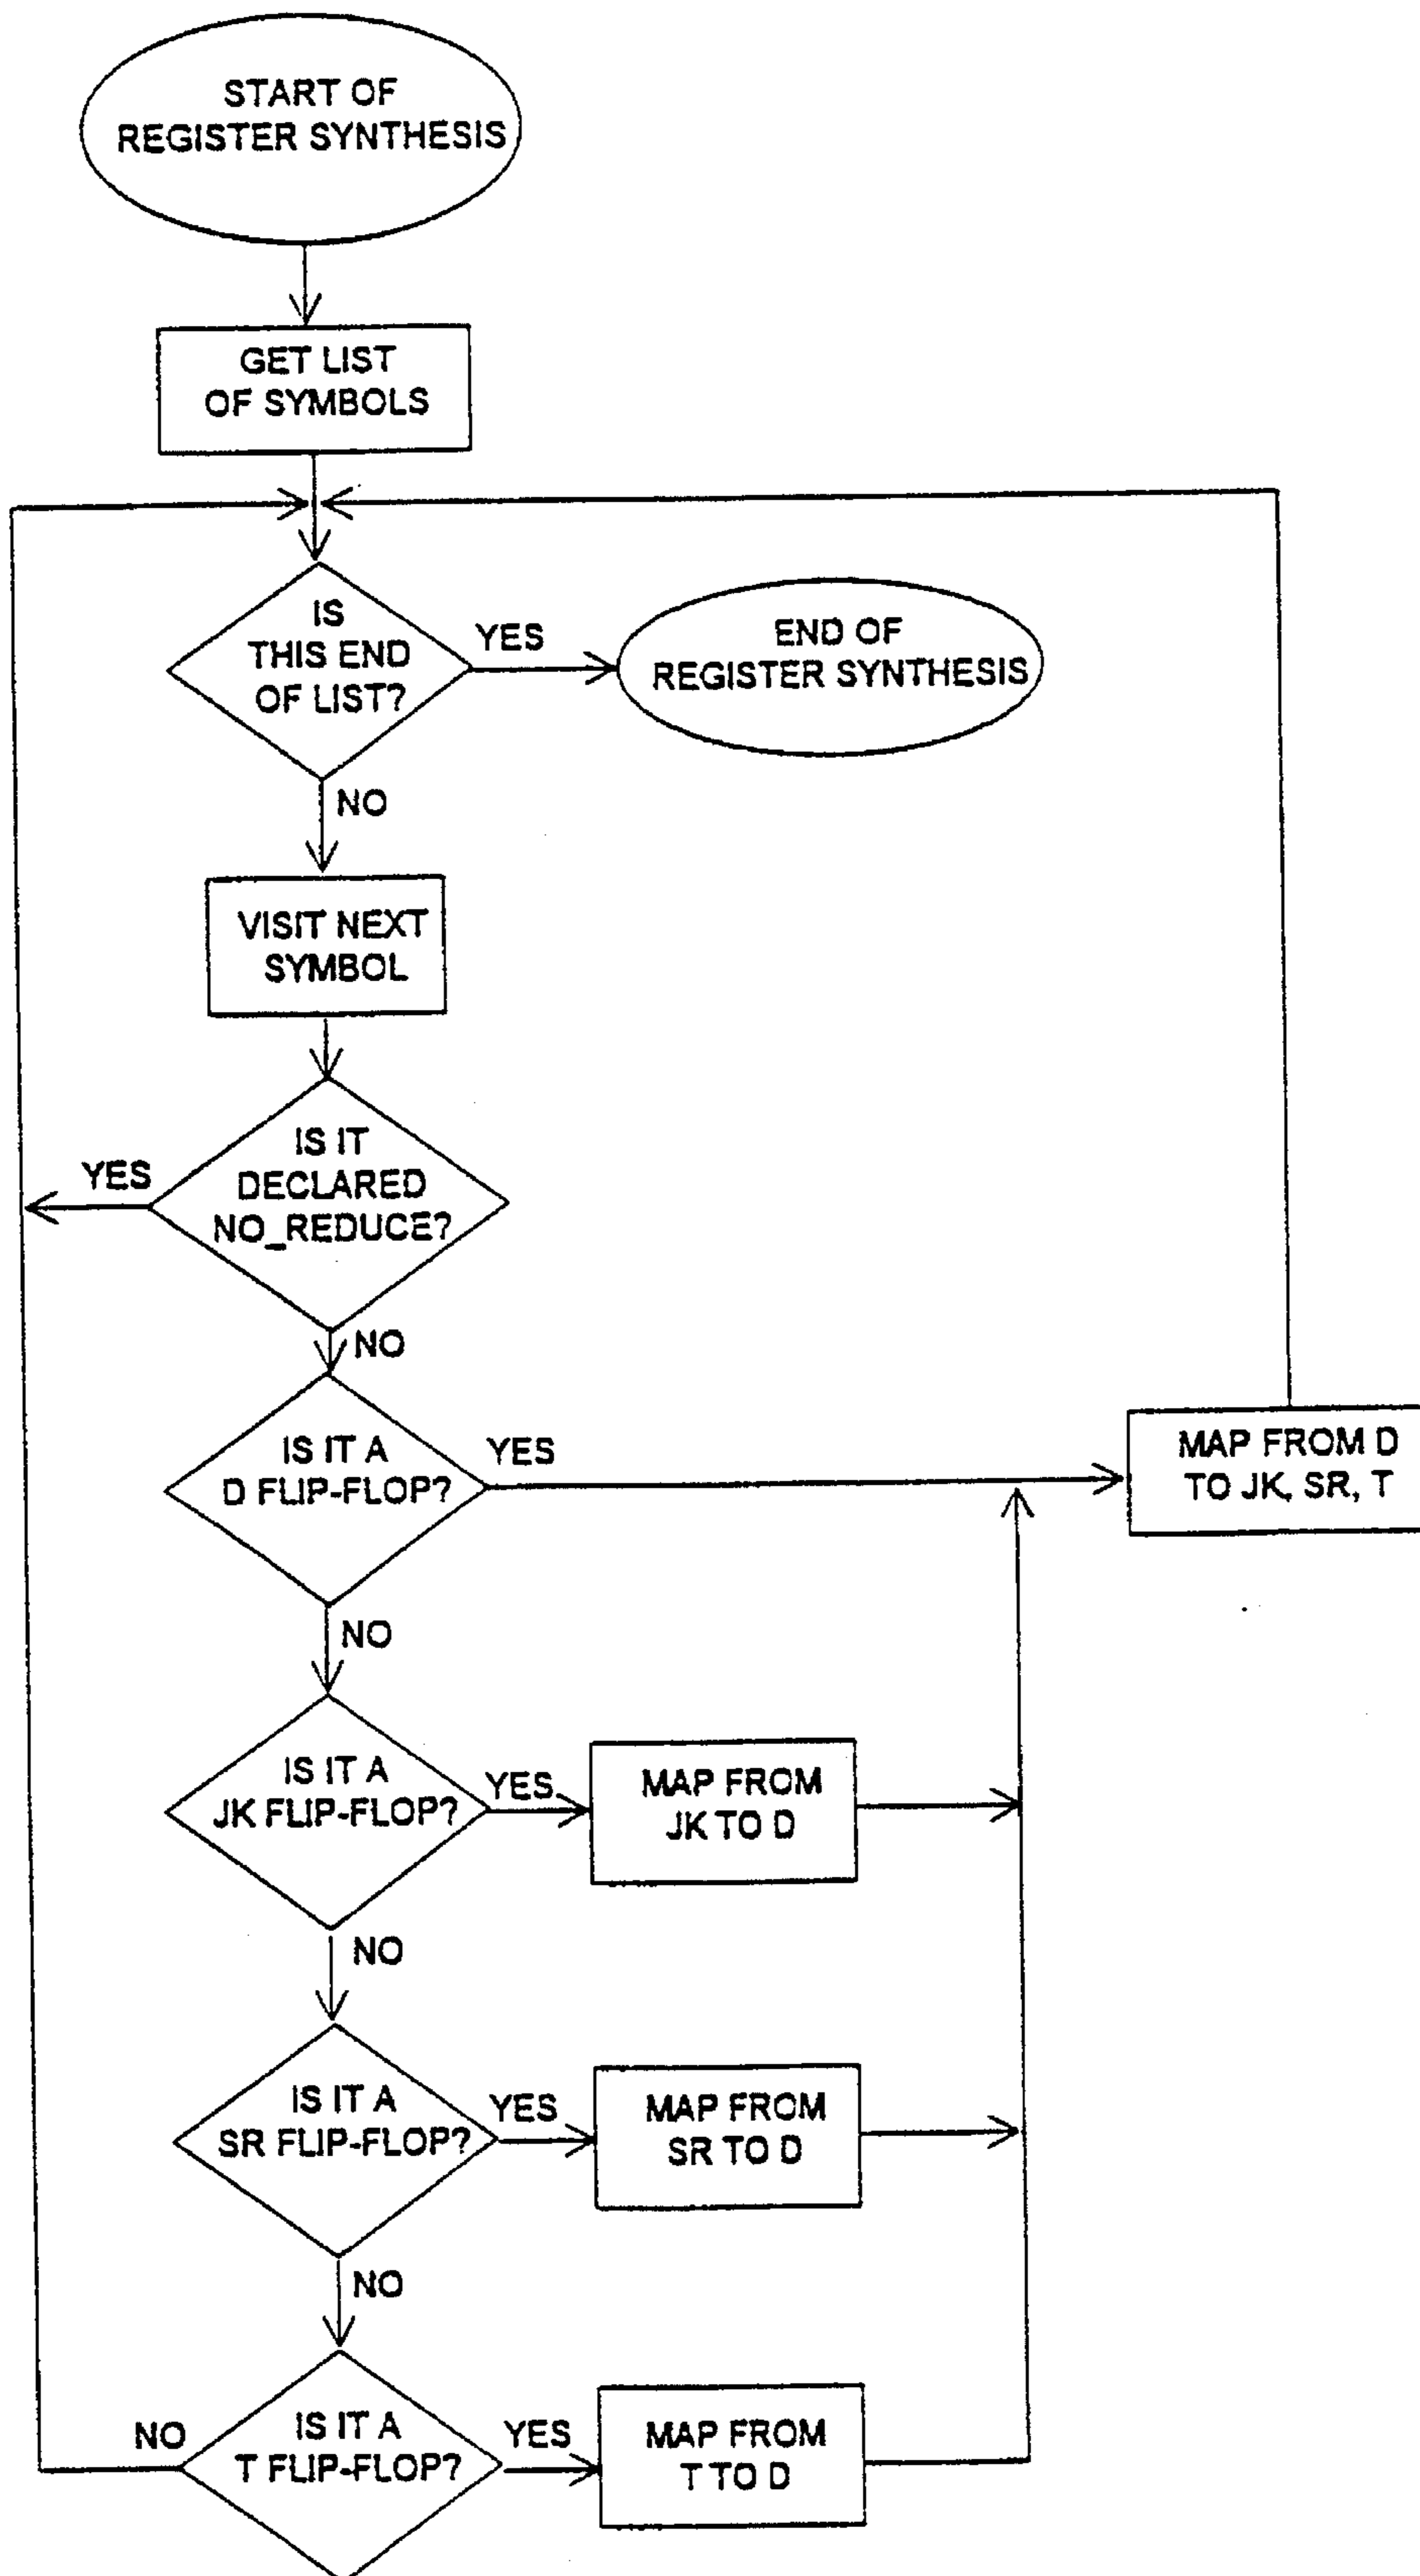 START OF
REGISTER SYNTHESIS
GET LIST
OF SYMBOLS
IS
THIS END
OF LIST?
YES
END OF
REGISTER SYNTHESIS
NO
VISIT NEXT
SYMBOL
IS IT
DECLARED
NO_REDUCE?
YES
NO
IS IT A
D FLIP-FLOP?
YES
MAP FROM D
TO JK, SR, T
NO
IS IT A
JK FLIP-FLOP?
YES
MAP FROM
JK TO D
NO
IS IT A
SR FLIP-FLOP?
YES
MAP FROM
SR TO D
NO
NO
IS IT A
T FLIP-FLOP?
YES
MAP FROM
T TO D